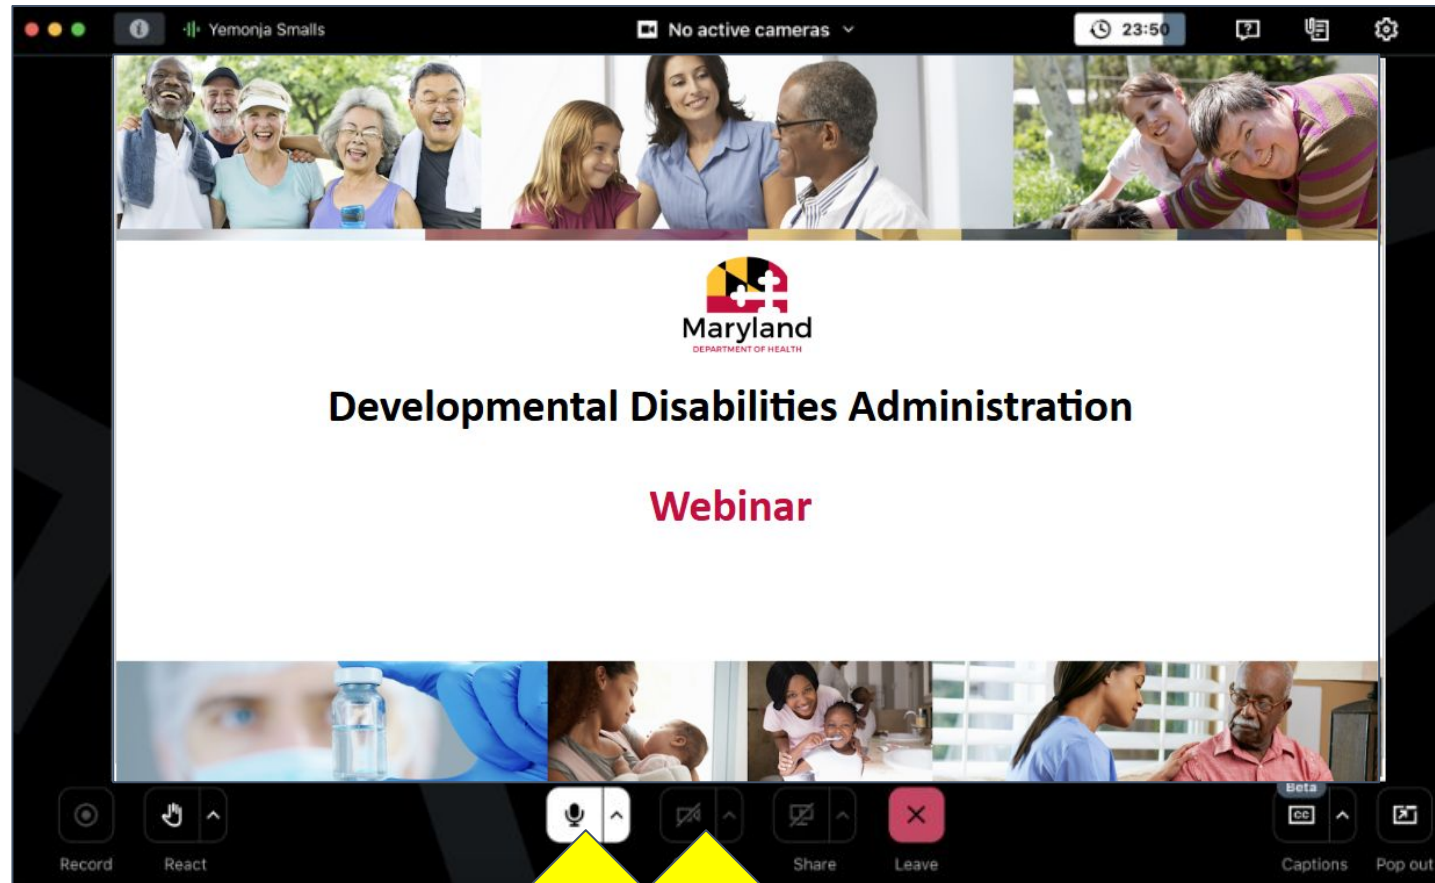 Yemonja Smalls
No active cameras
23:50
Maryland
DEPARTMENT OF HEALTH
Developmental Disabilities Administration
Webinar
Beta
CC
Record
React
Share
Leave
Captions
Pop out